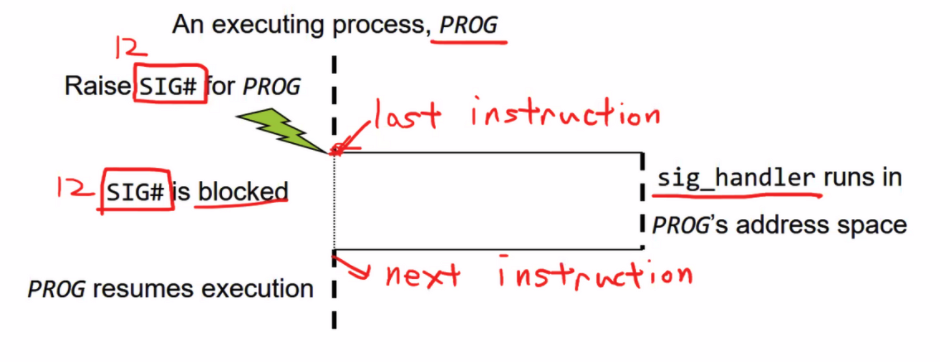 An executing process, PROG
12
Raise SIG# for PROG
last instruction
12 SIG# is blocked
sig_handler runs in
PROG's address space
next instruction
PROG resumes execution